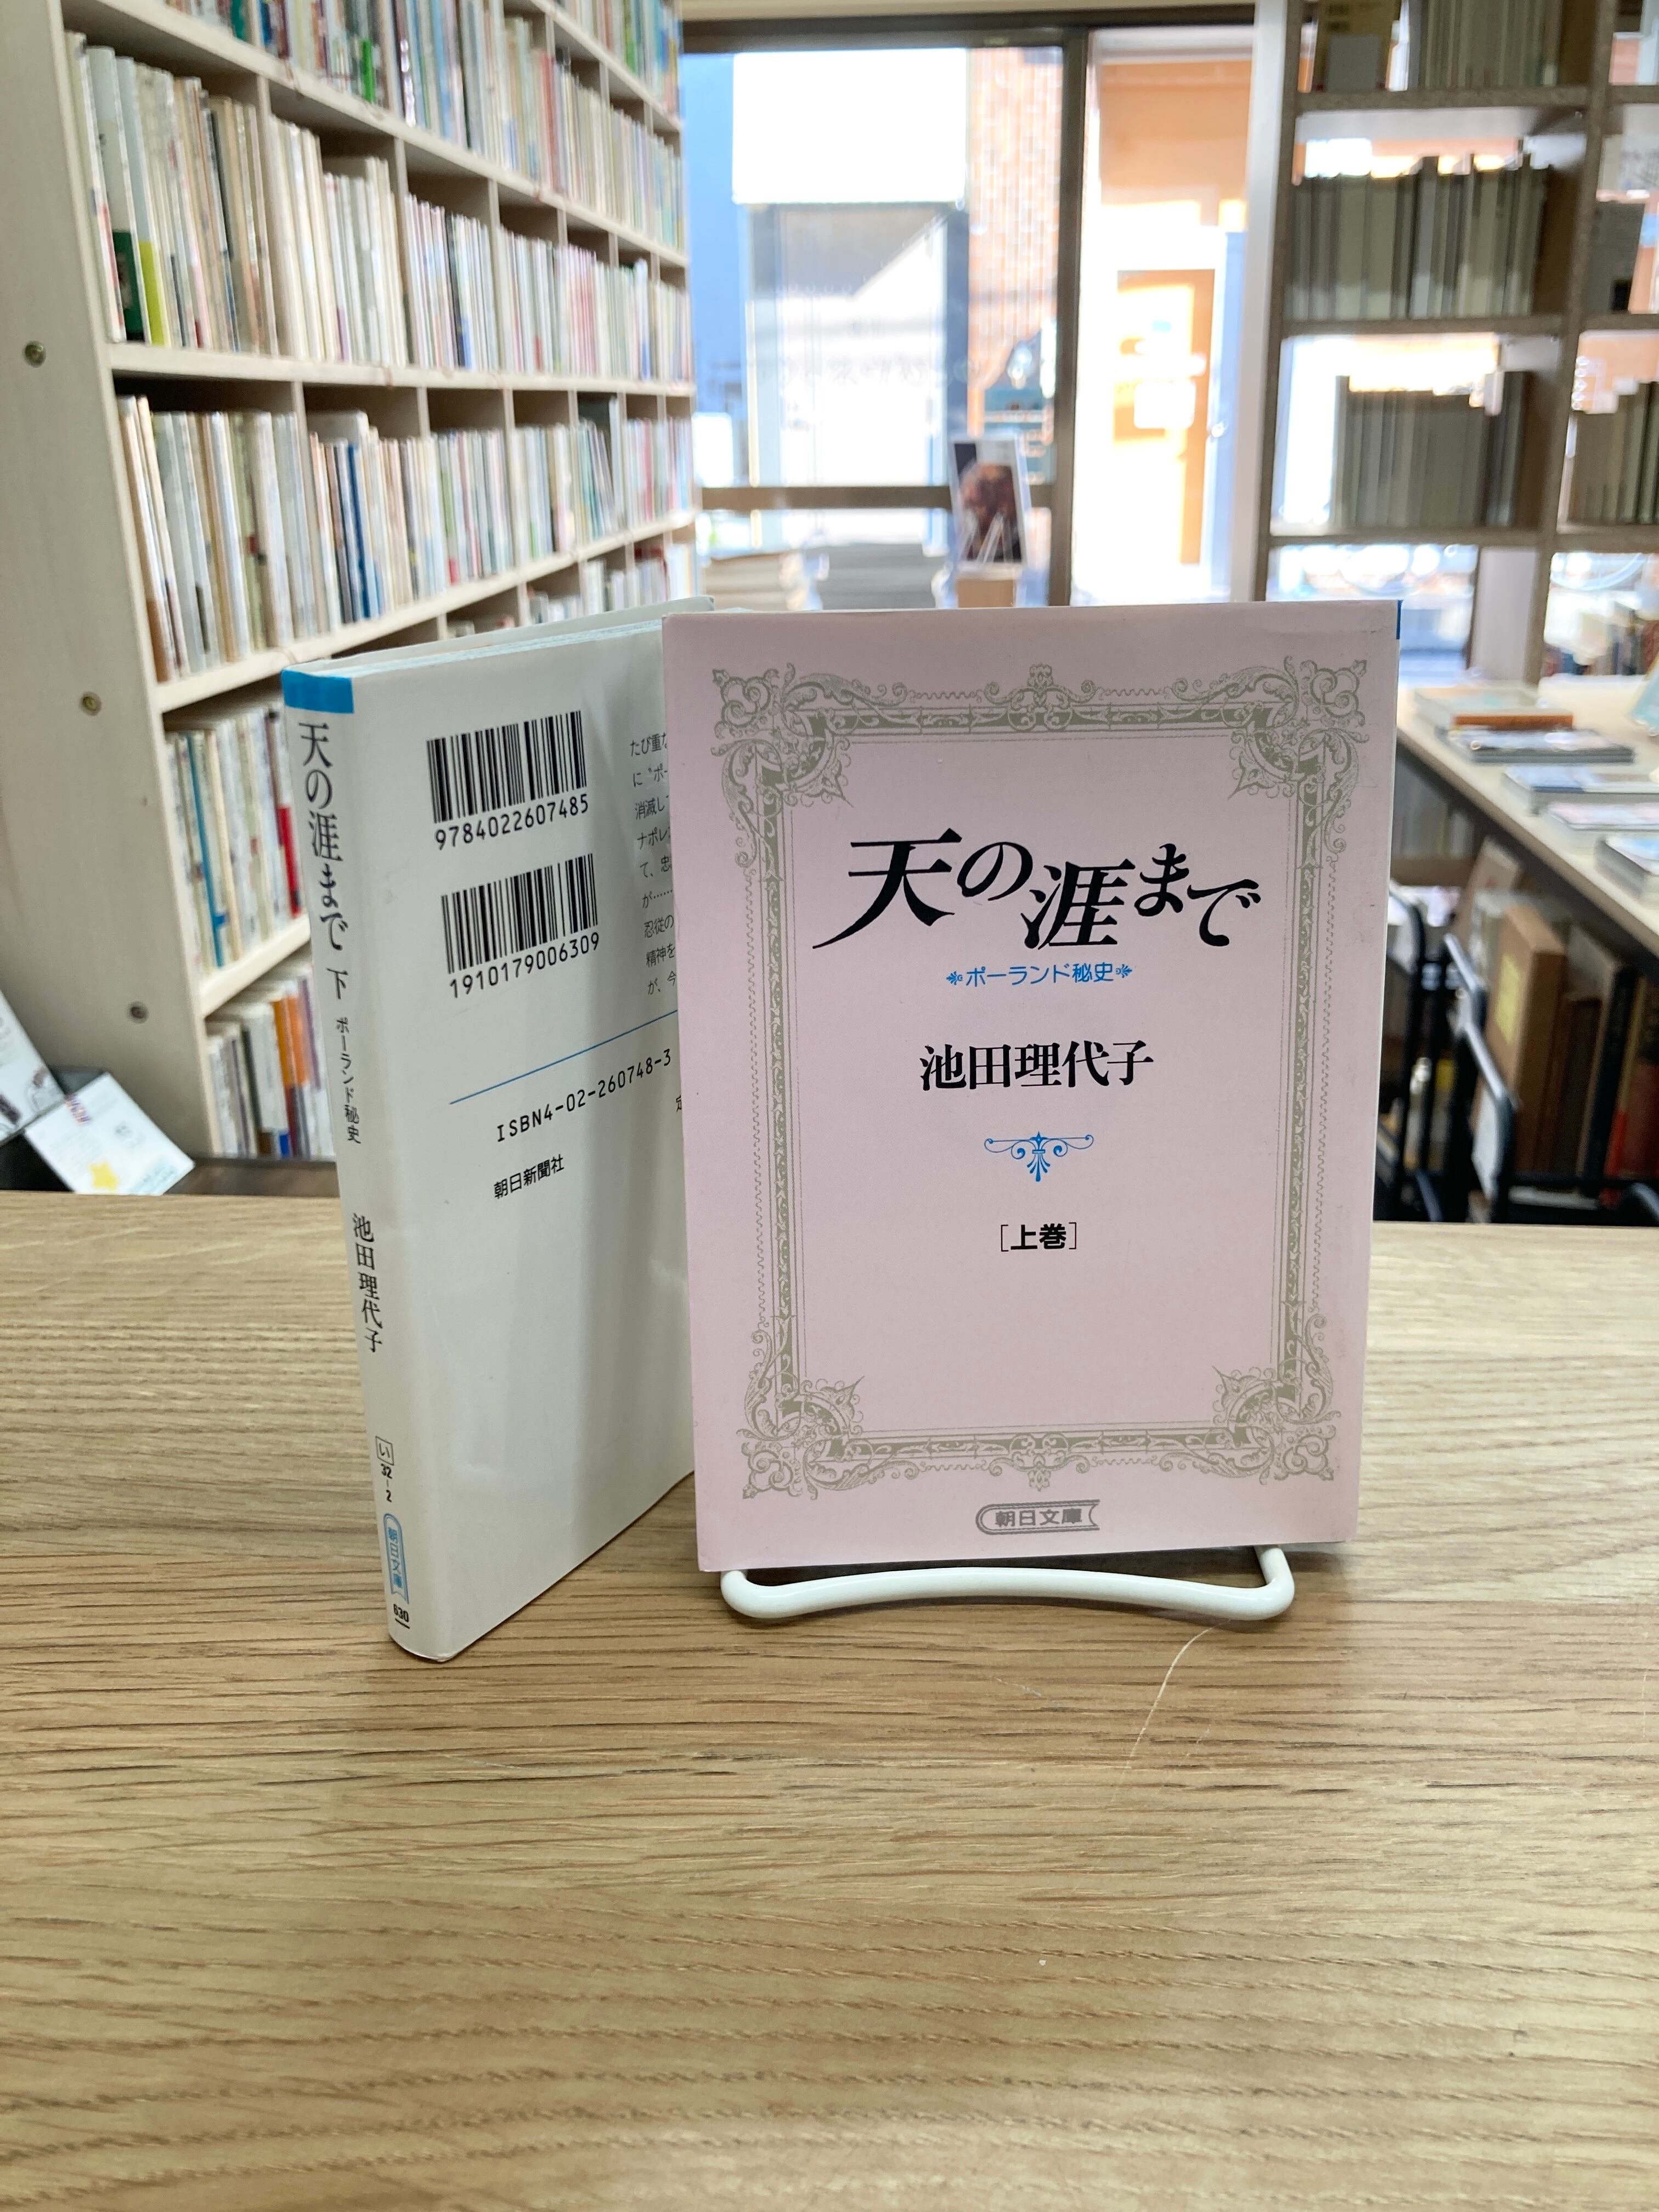 天の涯まで 下 ポーランド秘史
池田理代子
い
32-2
朝日文庫
630
9784022607485
1910179006309
たび重な
に“ポー
消滅し
ナポレ
て、忠
が……
忍従の
精神を
が、今
ISBN4-02-260748-3
定
朝日新聞社
天の涯まで
ポーランド秘史
池田理代子
[上巻]
朝日文庫